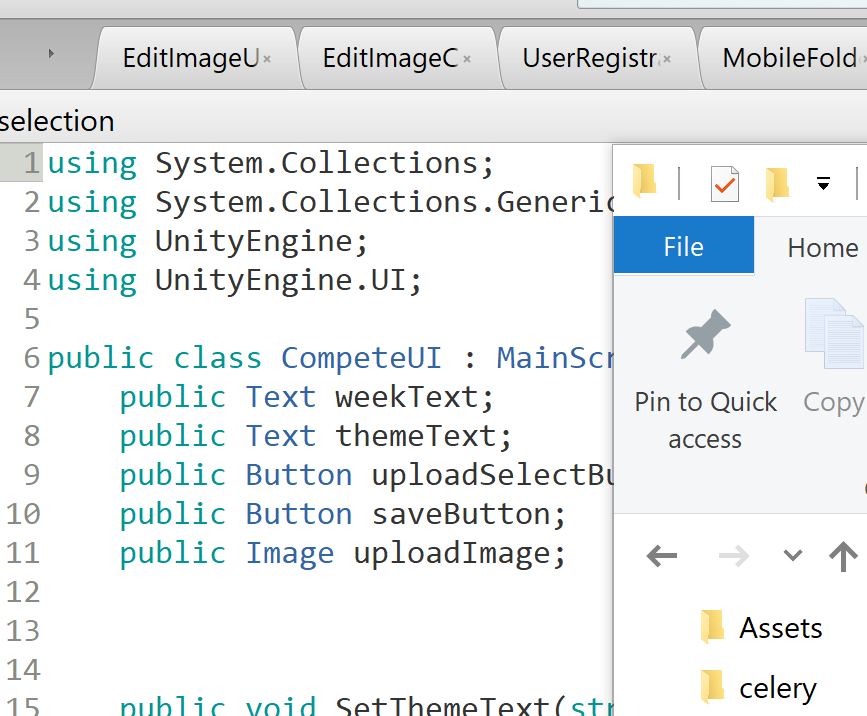 EditImageU
EditImageC
UserRegistr
MobileFold
selection
1 using System.Collections;
2 using System.Collections.Generic
3 using UnityEngine;
4 using UnityEngine.UI;
5
6 public class CompeteUI : MainScr
7 public Text weekText;
8 public Text themeText;
9 public Button uploadSelectBu
10 public Button saveButton;
11 public Image uploadImage;
12
13
14
15 public void SetThemeText(str
File Home
Pin to Quick access
Copy
Assets
celery